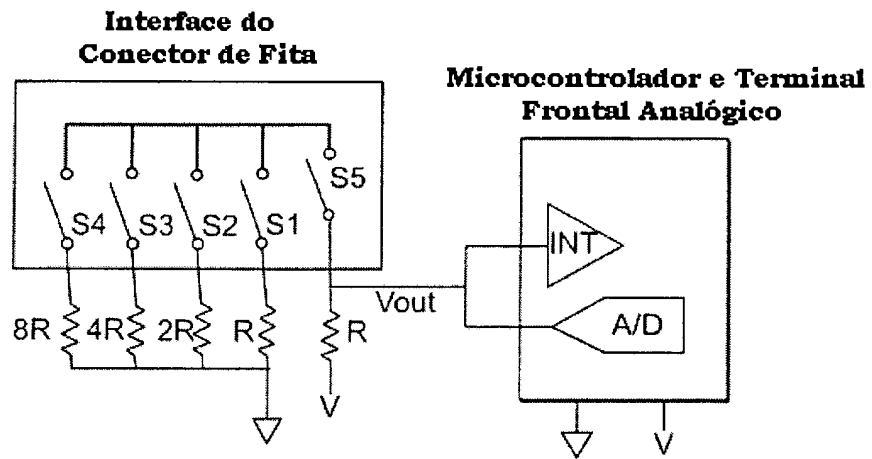 Interface do
Conector de Fita
Microcontrolador e Terminal
Frontal Analógico
S4
S3
S2
S1
S5
INT
A/D
Vout
8R
4R
2R
R
R
V
V